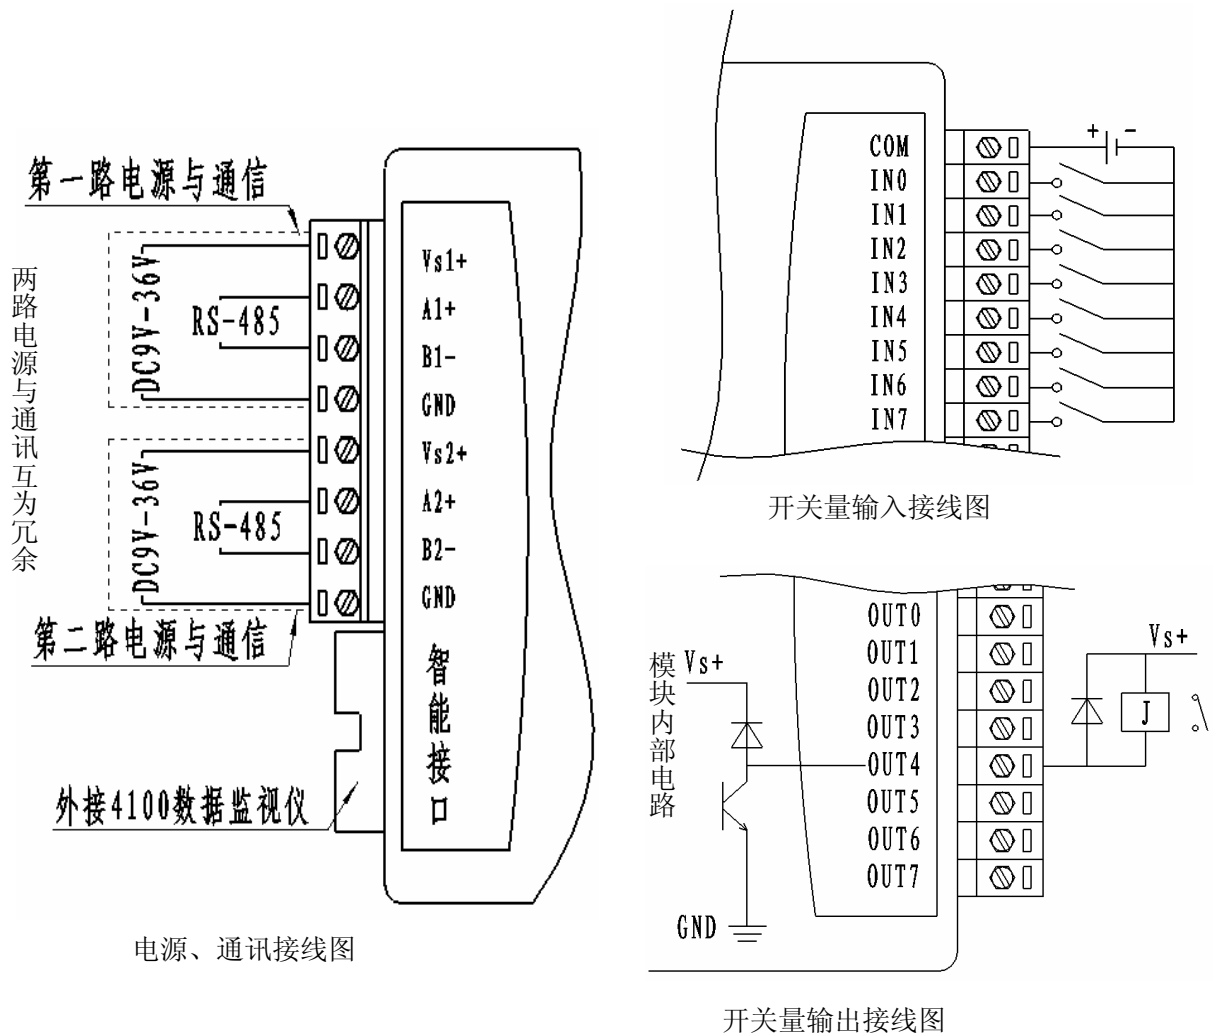 第一路电源与通信
两路电源与通讯互为冗余
DC9V-36V
RS-485
DC9V-36V
RS-485
第二路电源与通信
外接4100数据监视仪
Vs1+
A1+
B1-
GND
Vs2+
A2+
B2-
GND
智能接口
电源、通讯接线图
COM
IN0
IN1
IN2
IN3
IN4
IN5
IN6
IN7
+ -
开关量输入接线图
模块内部电路
Vs+
GND
OUT0
OUT1
OUT2
OUT3
OUT4
OUT5
OUT6
OUT7
Vs+
J
开关量输出接线图